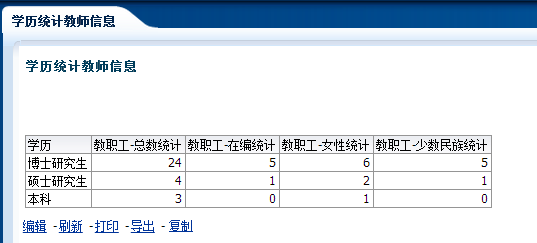 学历统计教师信息
学历统计教师信息
学历 教职工-总数统计 教职工-在编统计 教职工-女性统计 教职工-少数民族统计
博士研究生 24 5 6 5
硕士研究生 4 1 2 1
本科 3 0 1 0
编辑 -刷新 -打印 -导出 - 复制